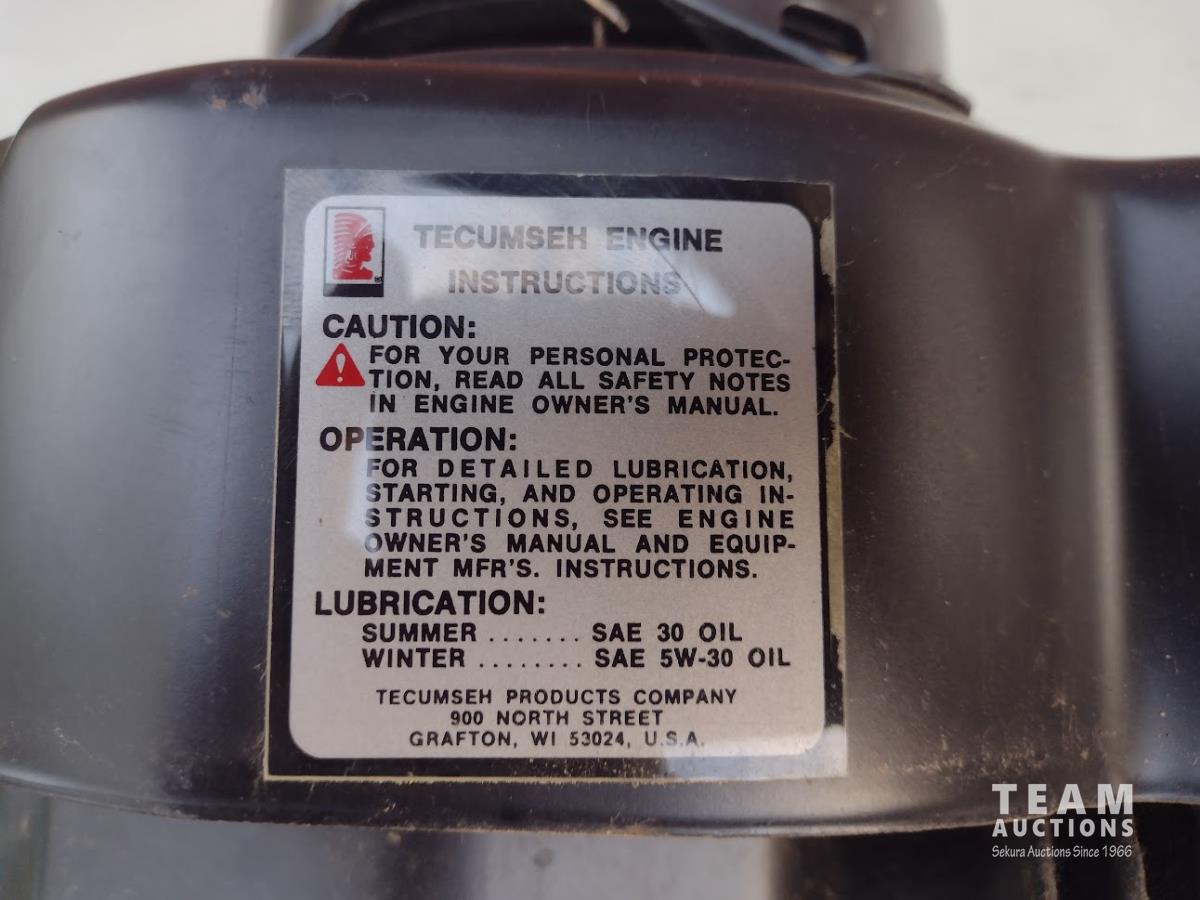 TECUMSEH ENGINE
INSTRUCTIONS
CAUTION:
FOR YOUR PERSONAL PROTEC-
TION, READ ALL SAFETY NOTES
IN ENGINE OWNER'S MANUAL.
OPERATION:
FOR DETAILED LUBRICATION,
STARTING, AND OPERATING IN-
STRUCTIONS, SEE ENGINE
OWNER'S MANUAL AND EQUIP-
MENT MFR'S. INSTRUCTIONS.
LUBRICATION:
SUMMER ....... SAE 30 OIL
WINTER ........ SAE 5W-30 OIL
TECUMSEH PRODUCTS COMPANY
900 NORTH STREET
GRAFTON, WI 53024, U.S.A.
TEAM
AUCTIONS
Sekura Auctions Since 1966